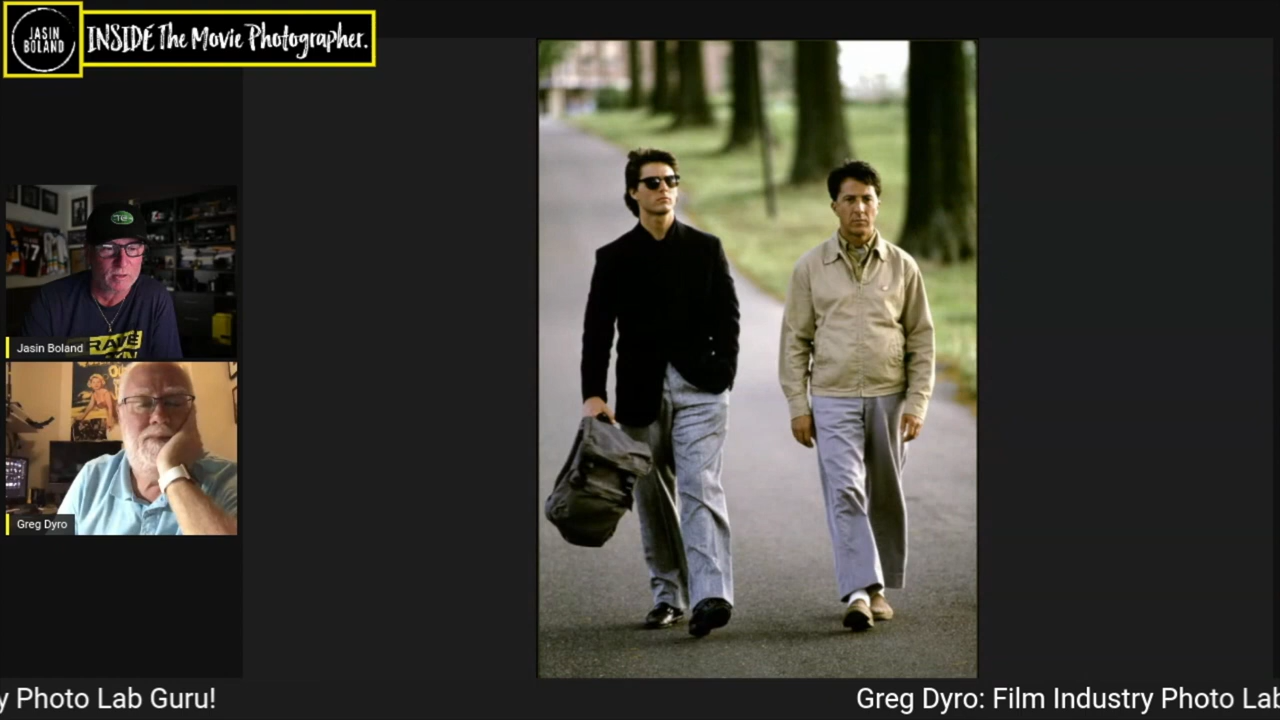 JASIN
BOLAND
INSIDE The Movie Photographer.
Jasin Boland
Greg Dyro
y Photo Lab Guru!
Greg Dyro: Film Industry Photo Lab